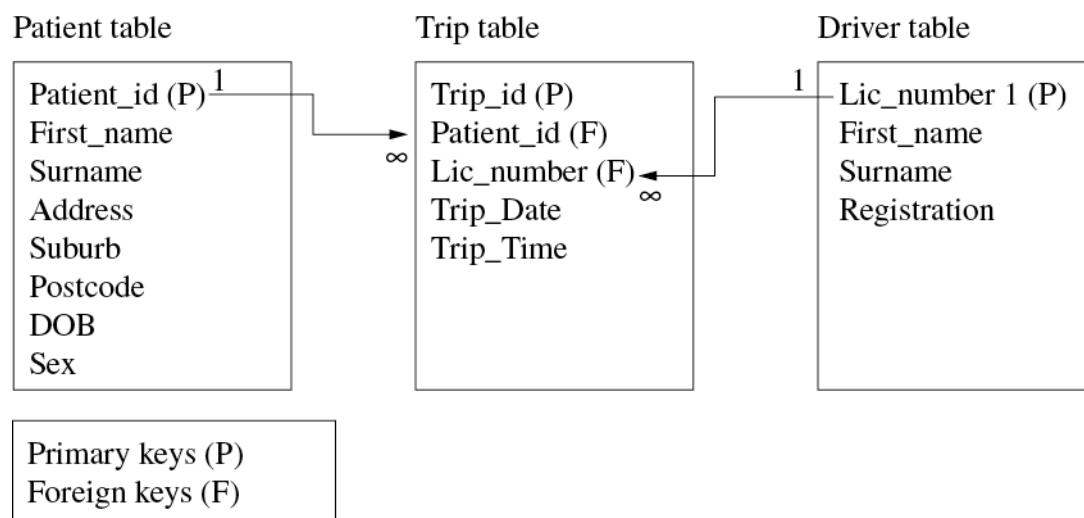 Patient table
Patient_id (P)
First_name
Surname
Address
Suburb
Postcode
DOB
Sex
1
∞
Trip table
Trip_id (P)
Patient_id (F)
Lic_number (F)
Trip_Date
Trip_Time
1
∞
Driver table
Lic_number 1 (P)
First_name
Surname
Registration
Primary keys (P)
Foreign keys (F)